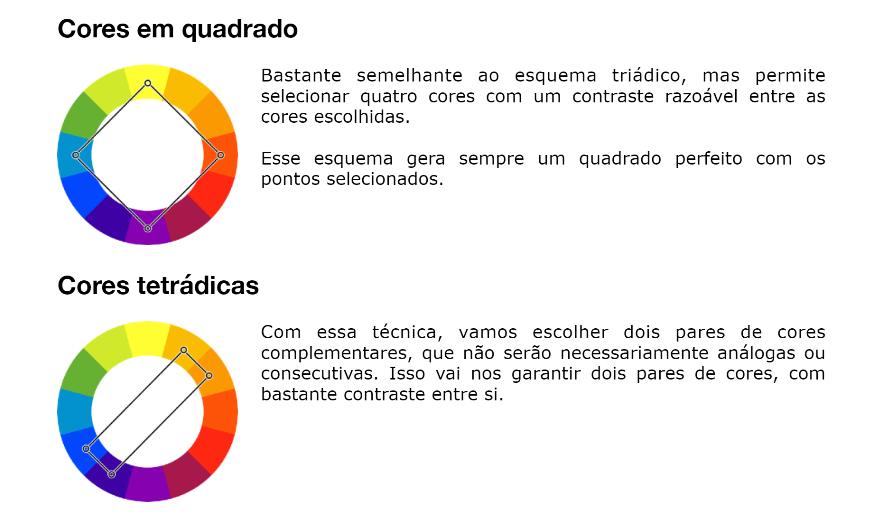 Cores em quadrado
Bastante semelhante ao esquema triádico, mas permite
selecionar quatro cores com um contraste razoável entre as
cores escolhidas.
Esse esquema gera sempre um quadrado perfeito com os
pontos selecionados.
Cores tetrádicas
Com essa técnica, vamos escolher dois pares de cores
complementares, que não serão necessariamente análogas ou
consecutivas. Isso vai nos garantir dois pares de cores, com
bastante contraste entre si.